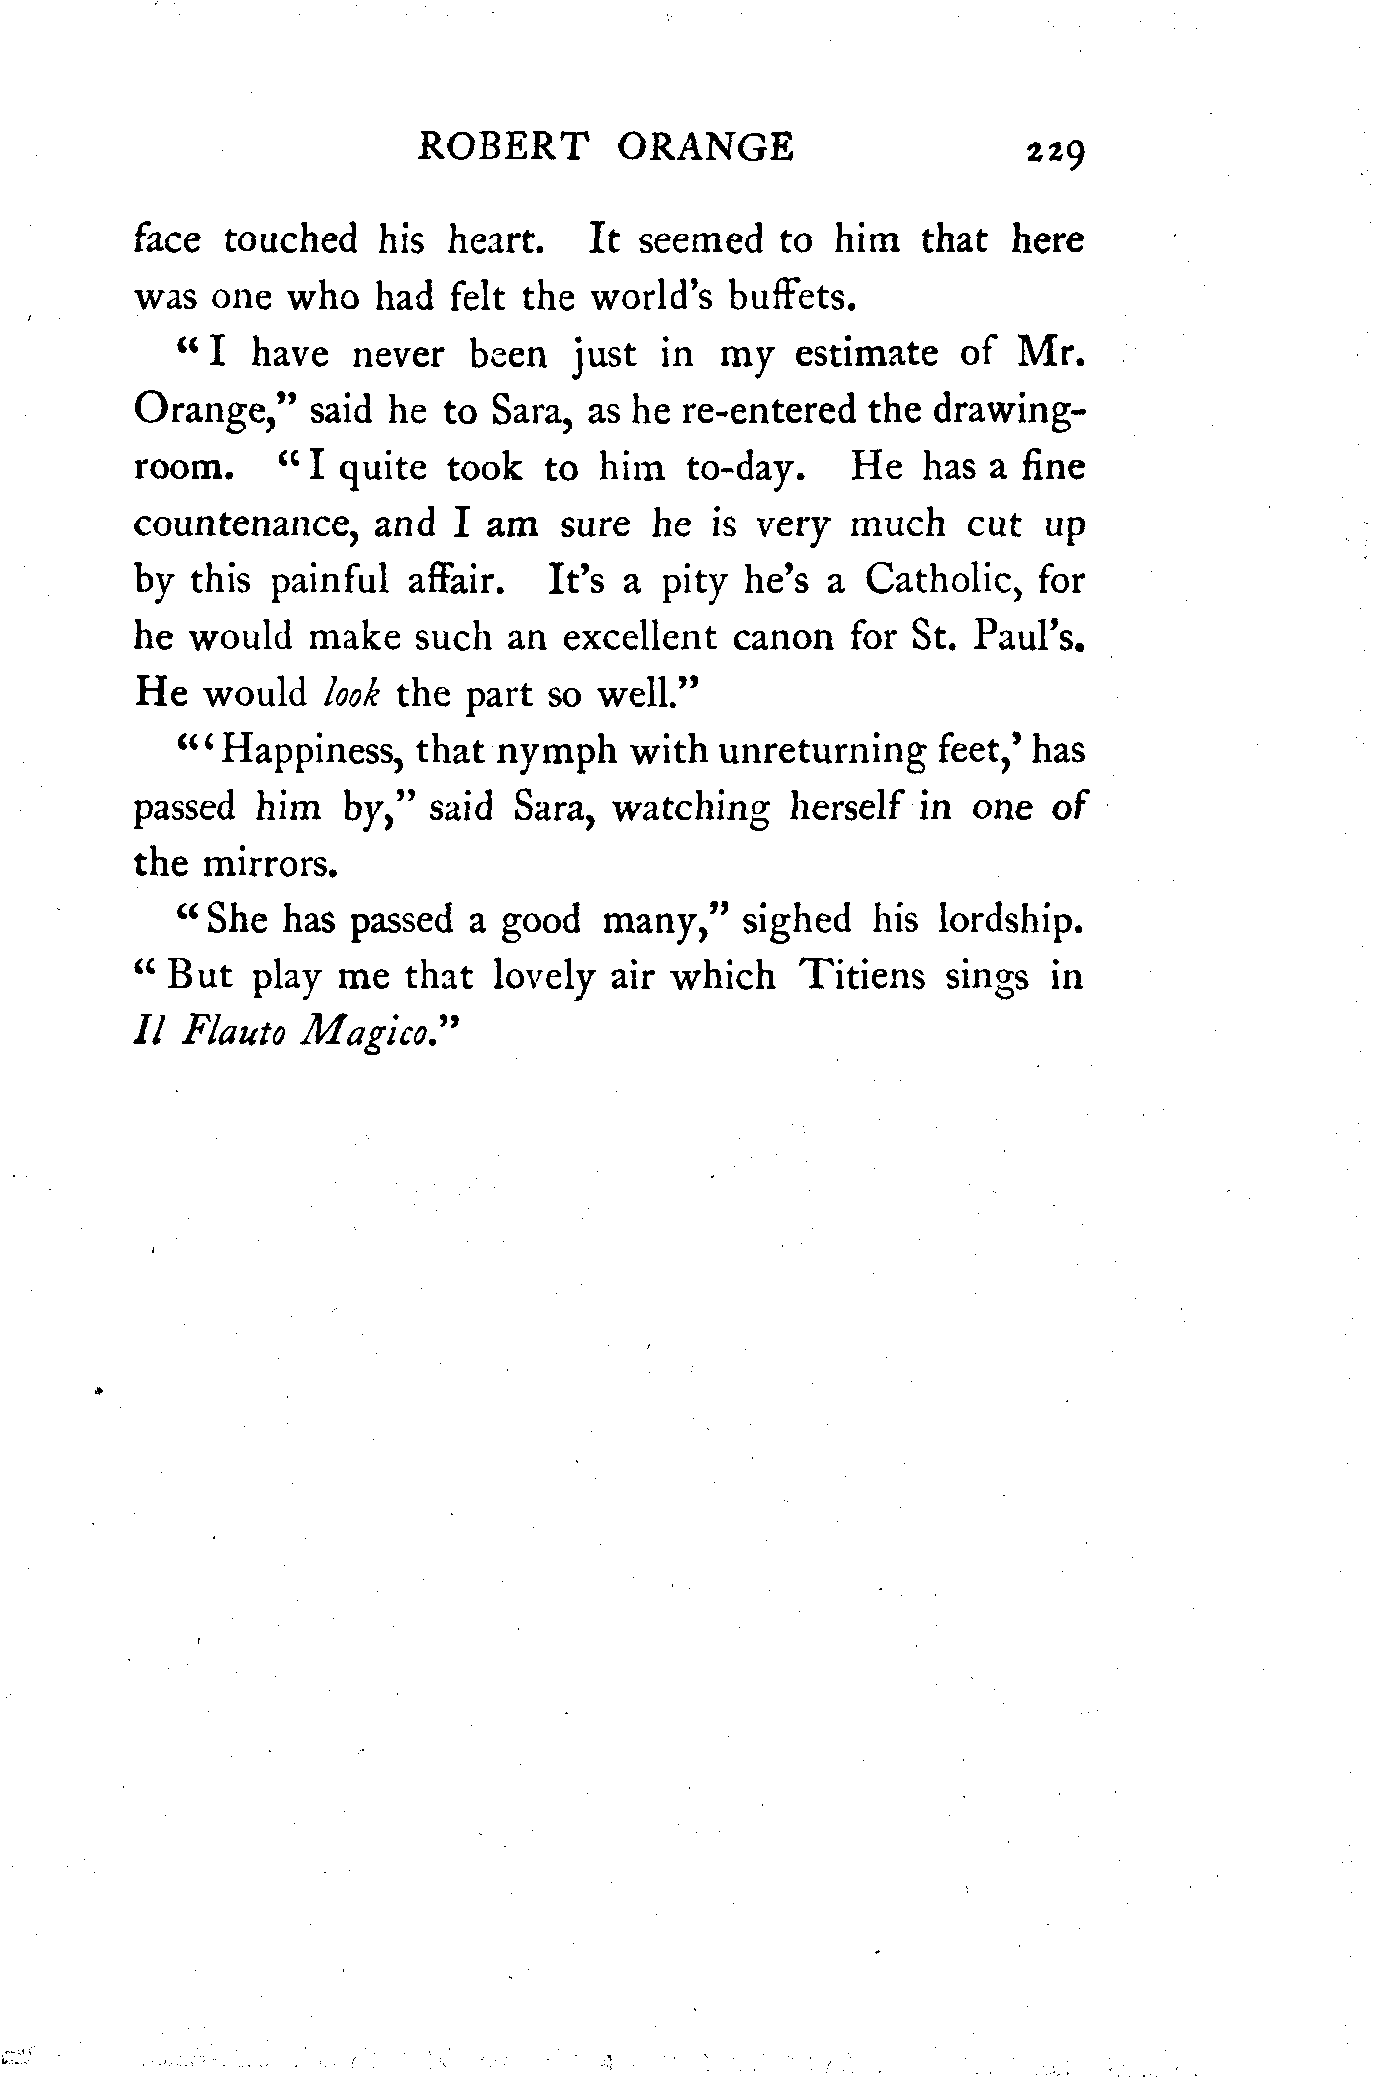 ROBERT ORANGE 229
face touched his heart. It seemed to him that here
was one who had felt the world's buffets.
“I have never been just in my estimate of Mr.
Orange,” said he to Sara, as he re-entered the drawing-
room. “I quite took to him to-day. He has a fine
countenance, and I am sure he is very much cut up
by this painful affair. It's a pity he's a Catholic, for
he would make such an excellent canon for St. Paul's.
He would look the part so well.”
“‘Happiness, that nymph with unreturning feet,’ has
passed him by,” said Sara, watching herself in one of
the mirrors.
“She has passed a good many,” sighed his lordship.
“But play me that lovely air which Titiens sings in
Il Flauto Magico.”